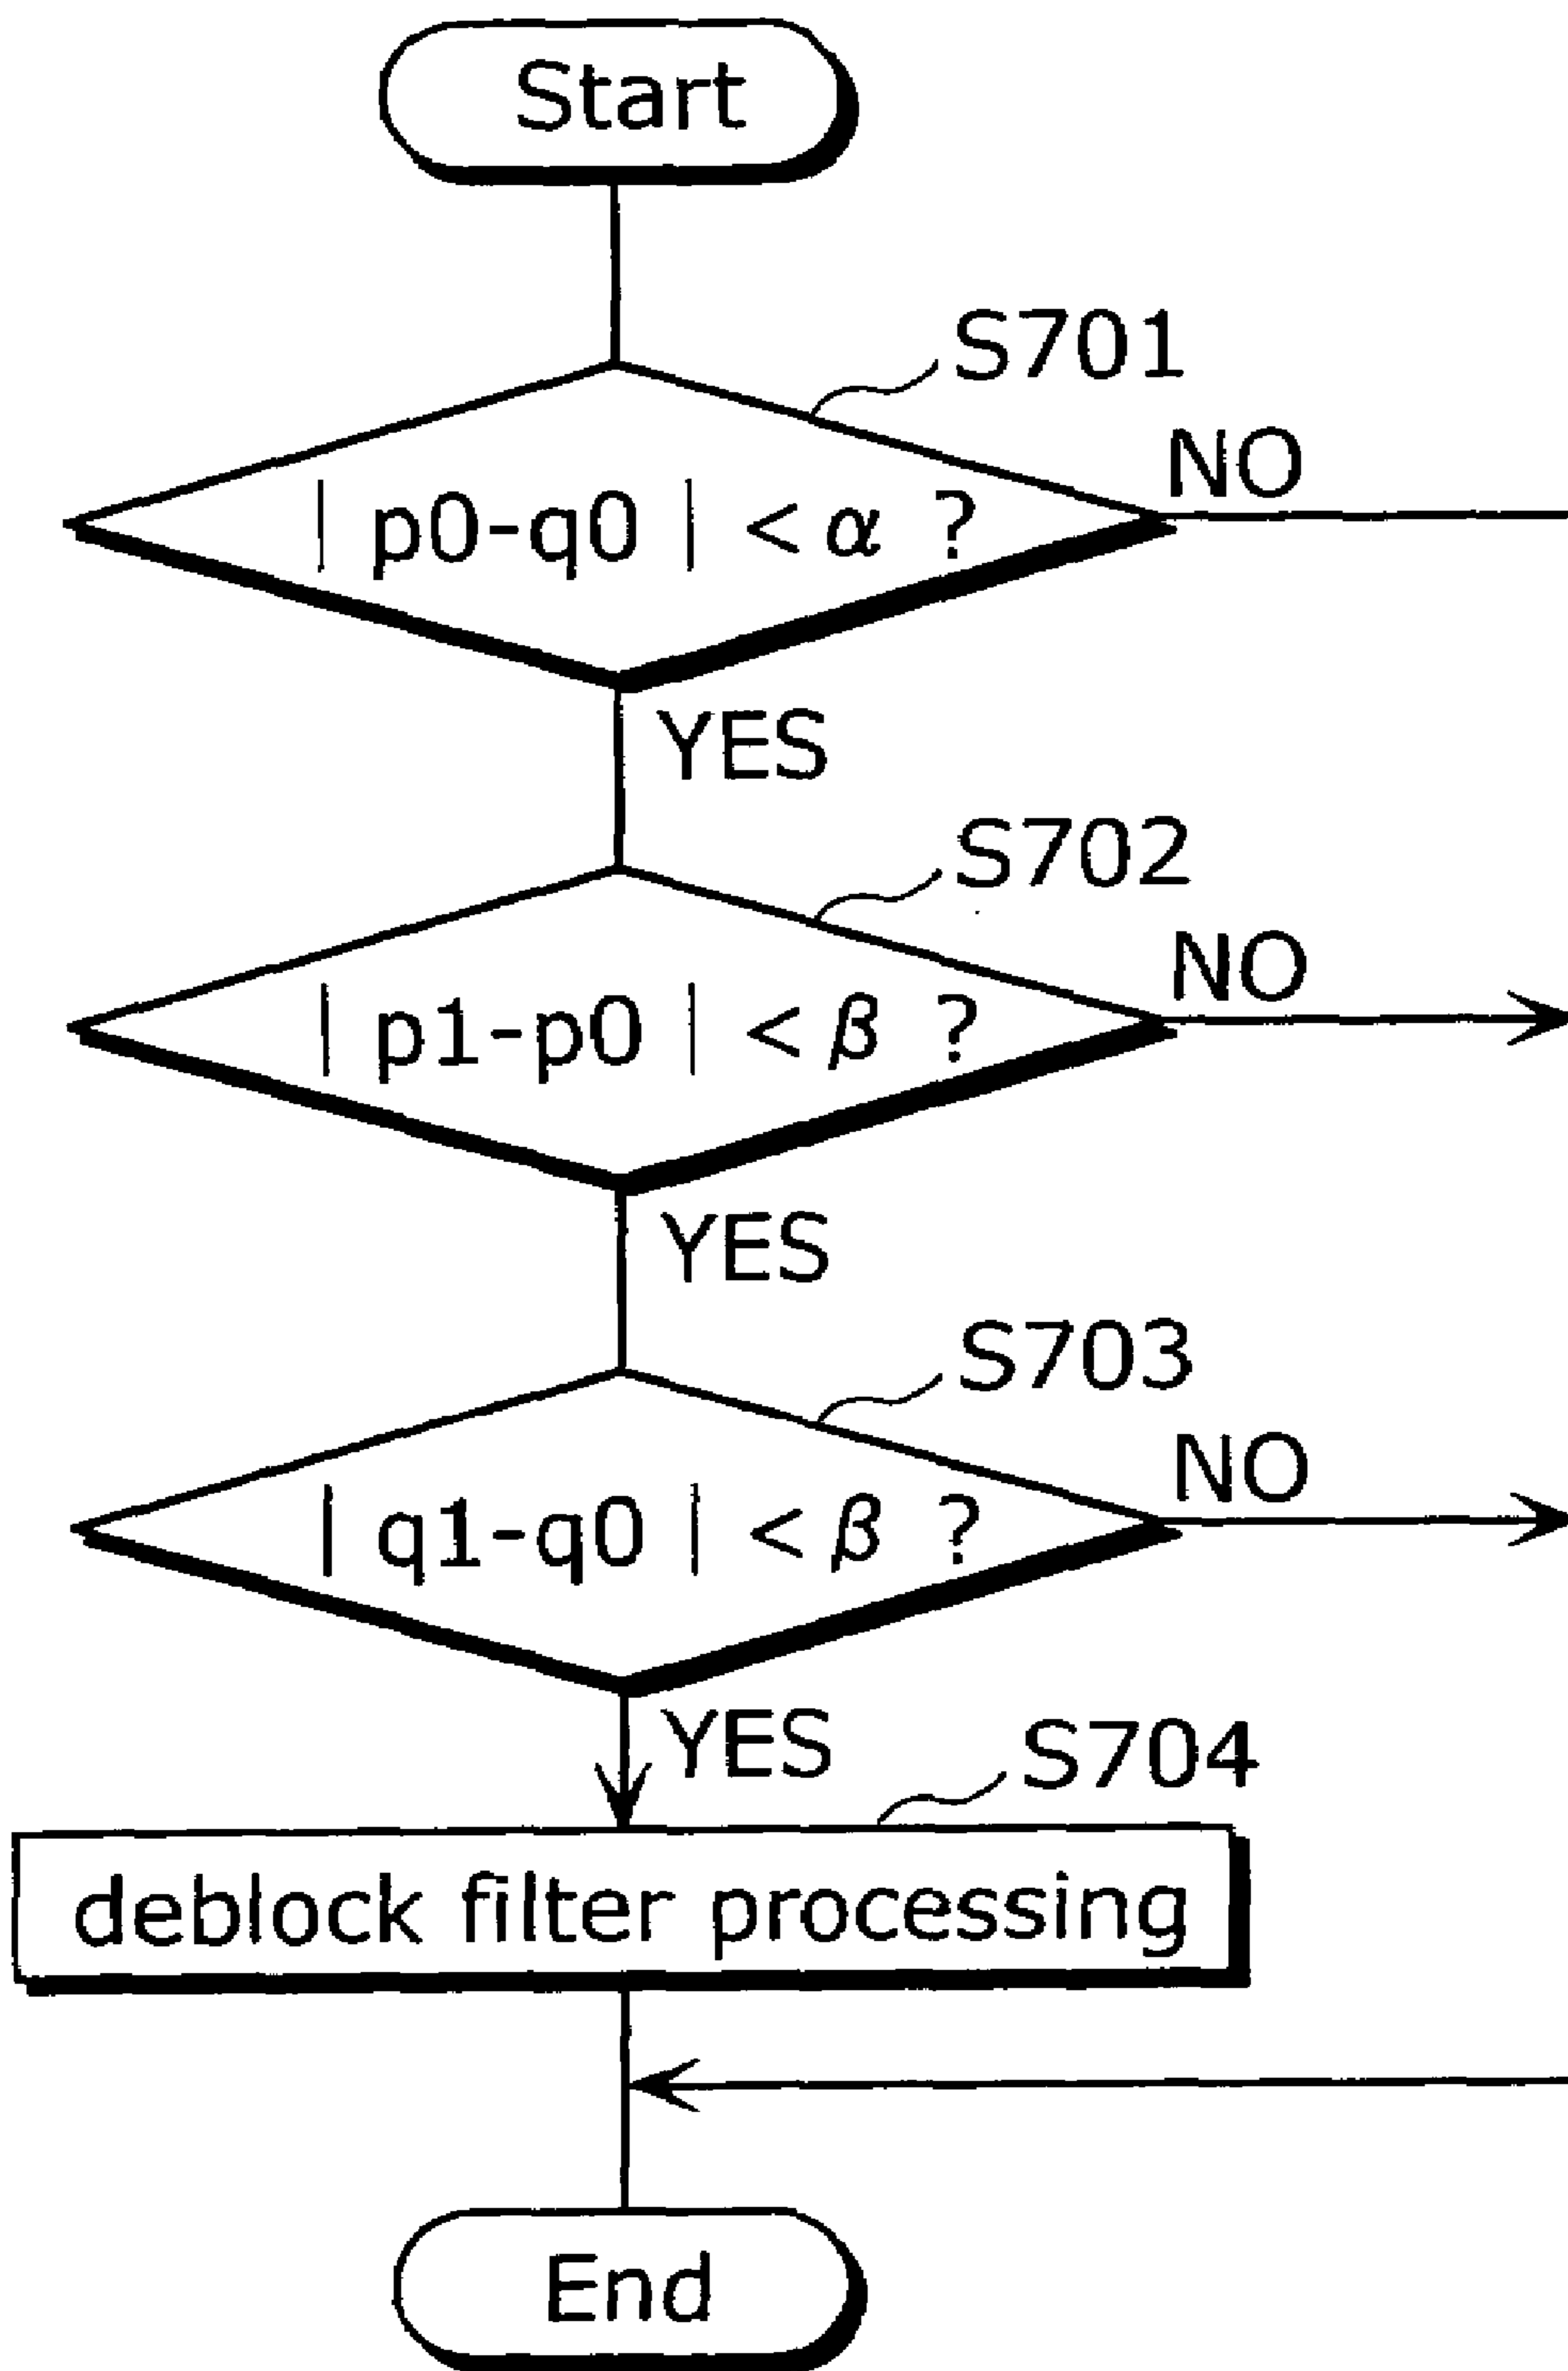 Start
S701
| p0-q0 | < α ?
NO
YES
S702
| p1-p0 | < β ?
NO
YES
S703
| q1-q0 | < β ?
NO
YES
S704
deblock filter processing
End